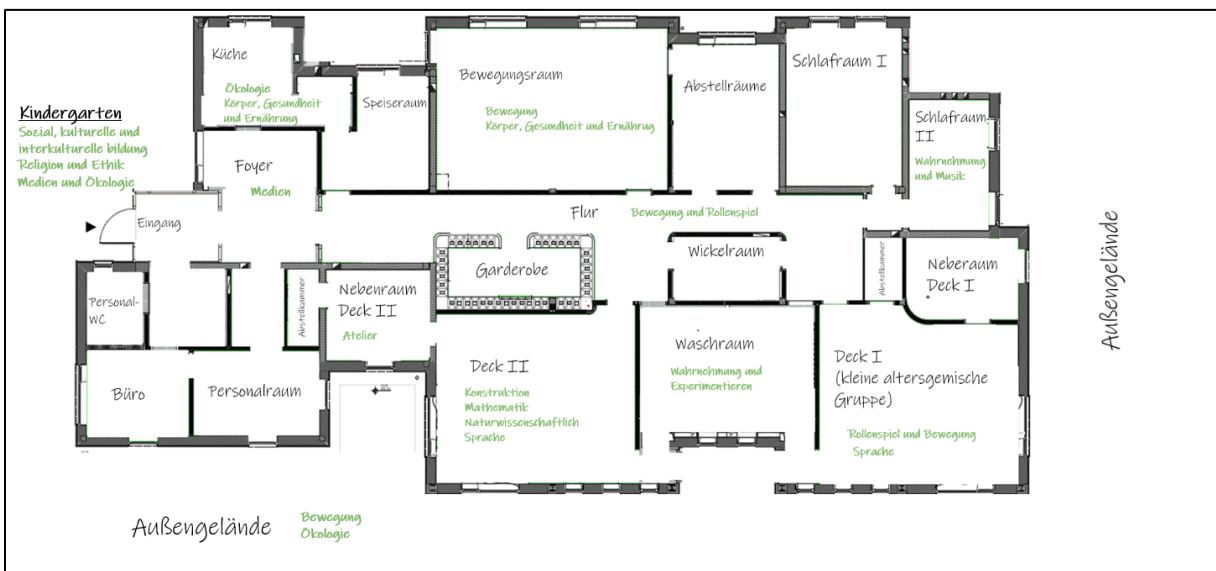 Küche
Ökologie
Körper, Gesundheit
und Ernährung
Speiseraum
Bewegungsraum
Bewegung
Körper, Gesundheit und Ernährug
Abstellräume
Schlafraum I
Schlafraum
II
Wahrnehmung
und Musik
Kindergarten
Sozial, kulturelle und
interkulturelle bildung
Religion und Ethik
Medien und Ökologie
Foyer
Medien
Eingang
Flur
Bewegung und Rollenspiel
Garderobe
Wickelraum
Abstellkammer
Neberaum
Deck I
Außengelände
Personal-
WC
Abstellkammer
Nebenraum
Deck II
Atelier
Büro
Personalraum
Deck II
Konstruktion
Mathematik
Naturwissenschaftlich
Sprache
Waschraum
Wahrnehmung und
Experimentieren
Deck I
(kleine altersgemische
Gruppe)
Rollenspiel und Bewegung
Sprache
Außengelände
Bewegung
Ökologie